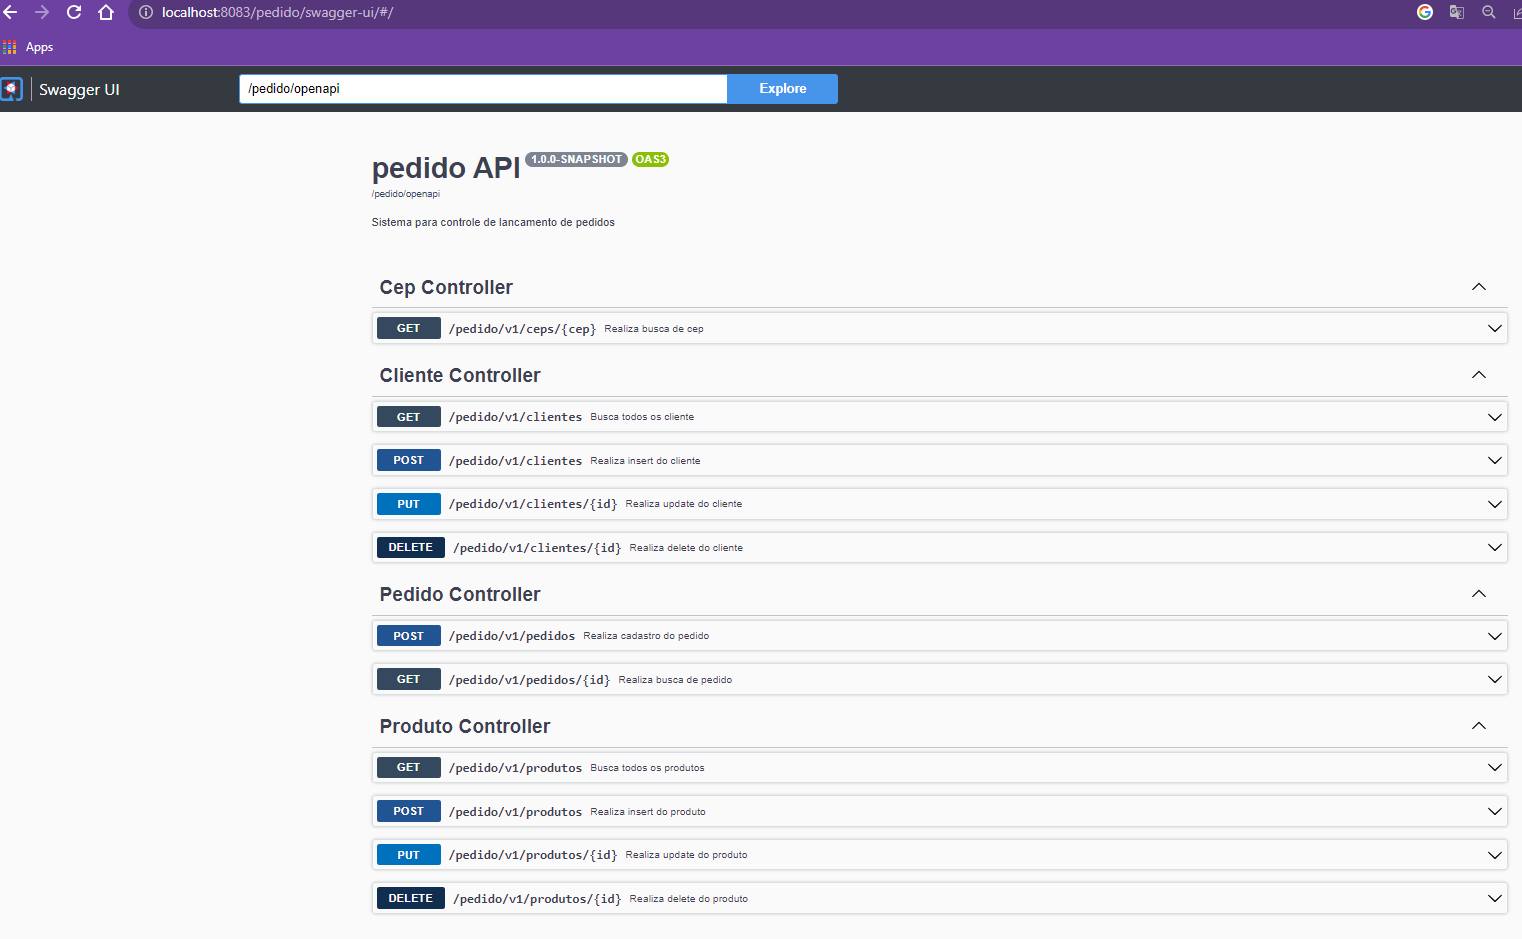 localhost:8083/pedido/swagger-ui/#/
Apps
Swagger UI
/pedido/openapi
Explore
pedido API 1.0.0-SNAPSHOT OAS3
/pedido/openapi
Sistema para controle de lancamento de pedidos
Cep Controller
GET /pedido/v1/ceps/{cep} Realiza busca de cep
Cliente Controller
GET /pedido/v1/clientes Busca todos os cliente
POST /pedido/v1/clientes Realiza insert do cliente
PUT /pedido/v1/clientes/{id} Realiza update do cliente
DELETE /pedido/v1/clientes/{id} Realiza delete do cliente
Pedido Controller
POST /pedido/v1/pedidos Realiza cadastro do pedido
GET /pedido/v1/pedidos/{id} Realiza busca de pedido
Produto Controller
GET /pedido/v1/produtos Busca todos os produtos
POST /pedido/v1/produtos Realiza insert do produto
PUT /pedido/v1/produtos/{id} Realiza update do produto
DELETE /pedido/v1/produtos/{id} Realiza delete do produto